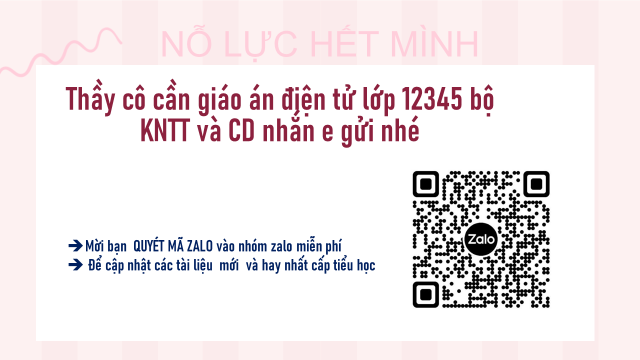 NỖ LỰC HẾT MÌNH
Thầy cô cần giáo án điện tử lớp 12345 bộ
KNTT và CD nhắn e gửi nhé
➔Mời bạn QUYÉT MÃ ZALO vào nhóm zalo miễn phí
➔ Để cập nhật các tài liệu mới và hay nhất cấp tiểu học
Zalo